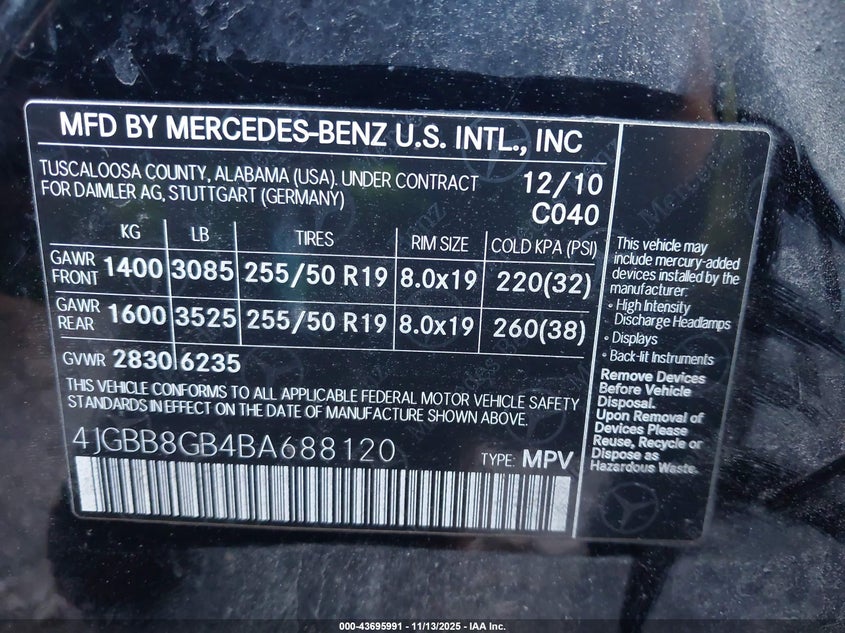 MFD BY MERCEDES-BENZ U.S. INTL., INC
TUSCALOOSA COUNTY, ALABAMA (USA). UNDER CONTRACT
FOR DAIMLER AG, STUTTGART (GERMANY)
12/10
C040
KG LB TIRES RIM SIZE COLD KPA (PSI)
GAWR
FRONT 1400 3085 255/50 R19 8.0x19 220(32)
GAWR
REAR 1600 3525 255/50 R19 8.0x19 260(38)
GVWR 2830 6235
THIS VEHICLE CONFORMS TO ALL APPLICABLE FEDERAL MOTOR VEHICLE SAFETY
STANDARDS IN EFFECT ON THE DATE OF MANUFACTURE SHOWN ABOVE.
4JGBB8GB4BA688120
TYPE: MPV
This vehicle may
include mercury-added
devices installed by the
manufacturer:
• High Intensity
Discharge Headlamps
• Displays
• Back-lit Instruments
Remove Devices
Before Vehicle
Disposal.
Upon Removal of
Devices Please
Reuse, Recycle or
Dispose as
Hazardous Waste.
000-43695991 - 11/13/2025 - IAA Inc.